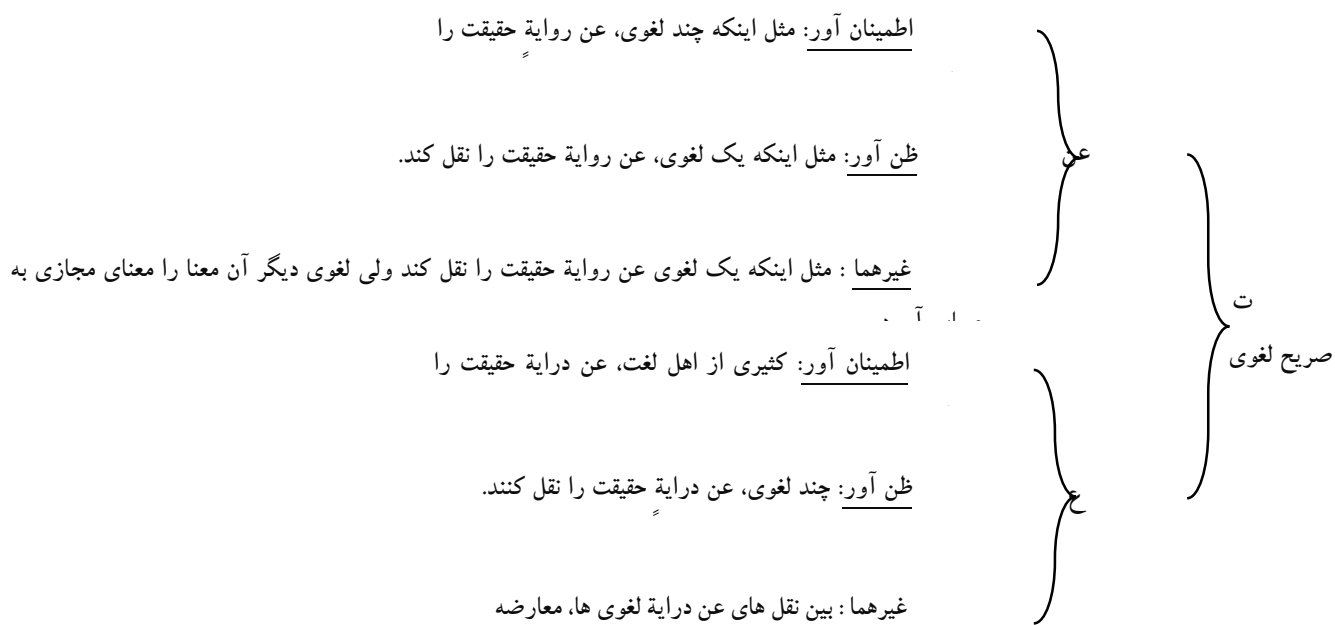 ت
صریح لغوی
عن
اطمینان آور: مثل اینکه چند لغوی، عن روایةٍ حقیقت را
ظن آور: مثل اینکه یک لغوی، عن روایة حقیقت را نقل کند.
غیرهما : مثل اینکه یک لغوی عن روایة حقیقت را نقل کند ولی لغوی دیگر آن معنا را معنای مجازی به
ع
اطمینان آور: کثیری از اهل لغت، عن درایة حقیقت را
ظن آور: چند لغوی، عن درایةٍ حقیقت را نقل کنند.
غیرهما : بین نقل های عن درایة لغوی ها، معارضه